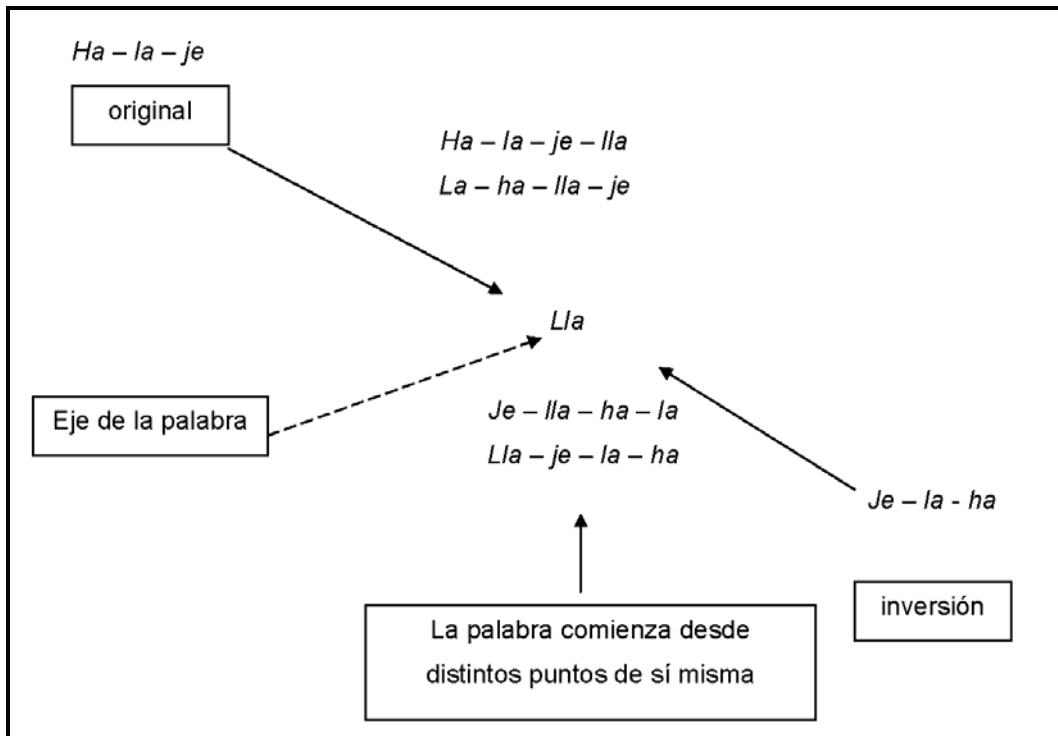 Ha – la – je
original
Ha – la – je – lla
La – ha – lla – je
Lla
Eje de la palabra
Je – lla – ha – la
Lla – je – la – ha
Je – la - ha
inversión
La palabra comienza desde
distintos puntos de sí misma